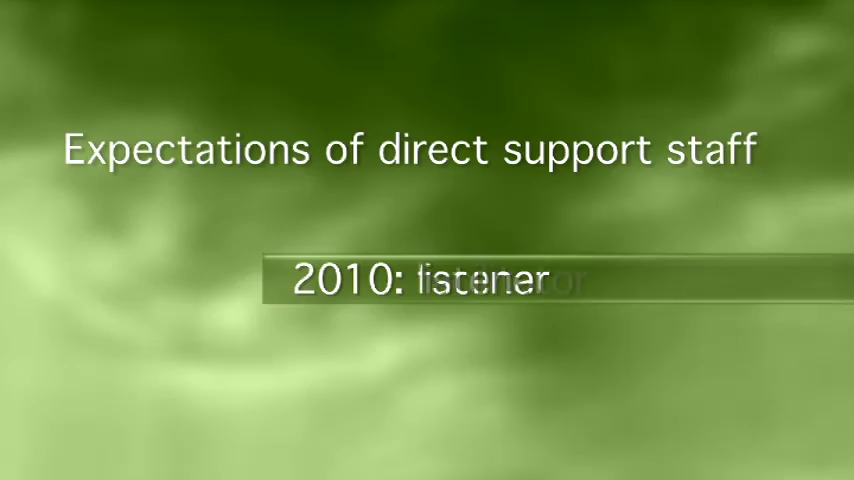 Expectations of direct support staff
2010: listener